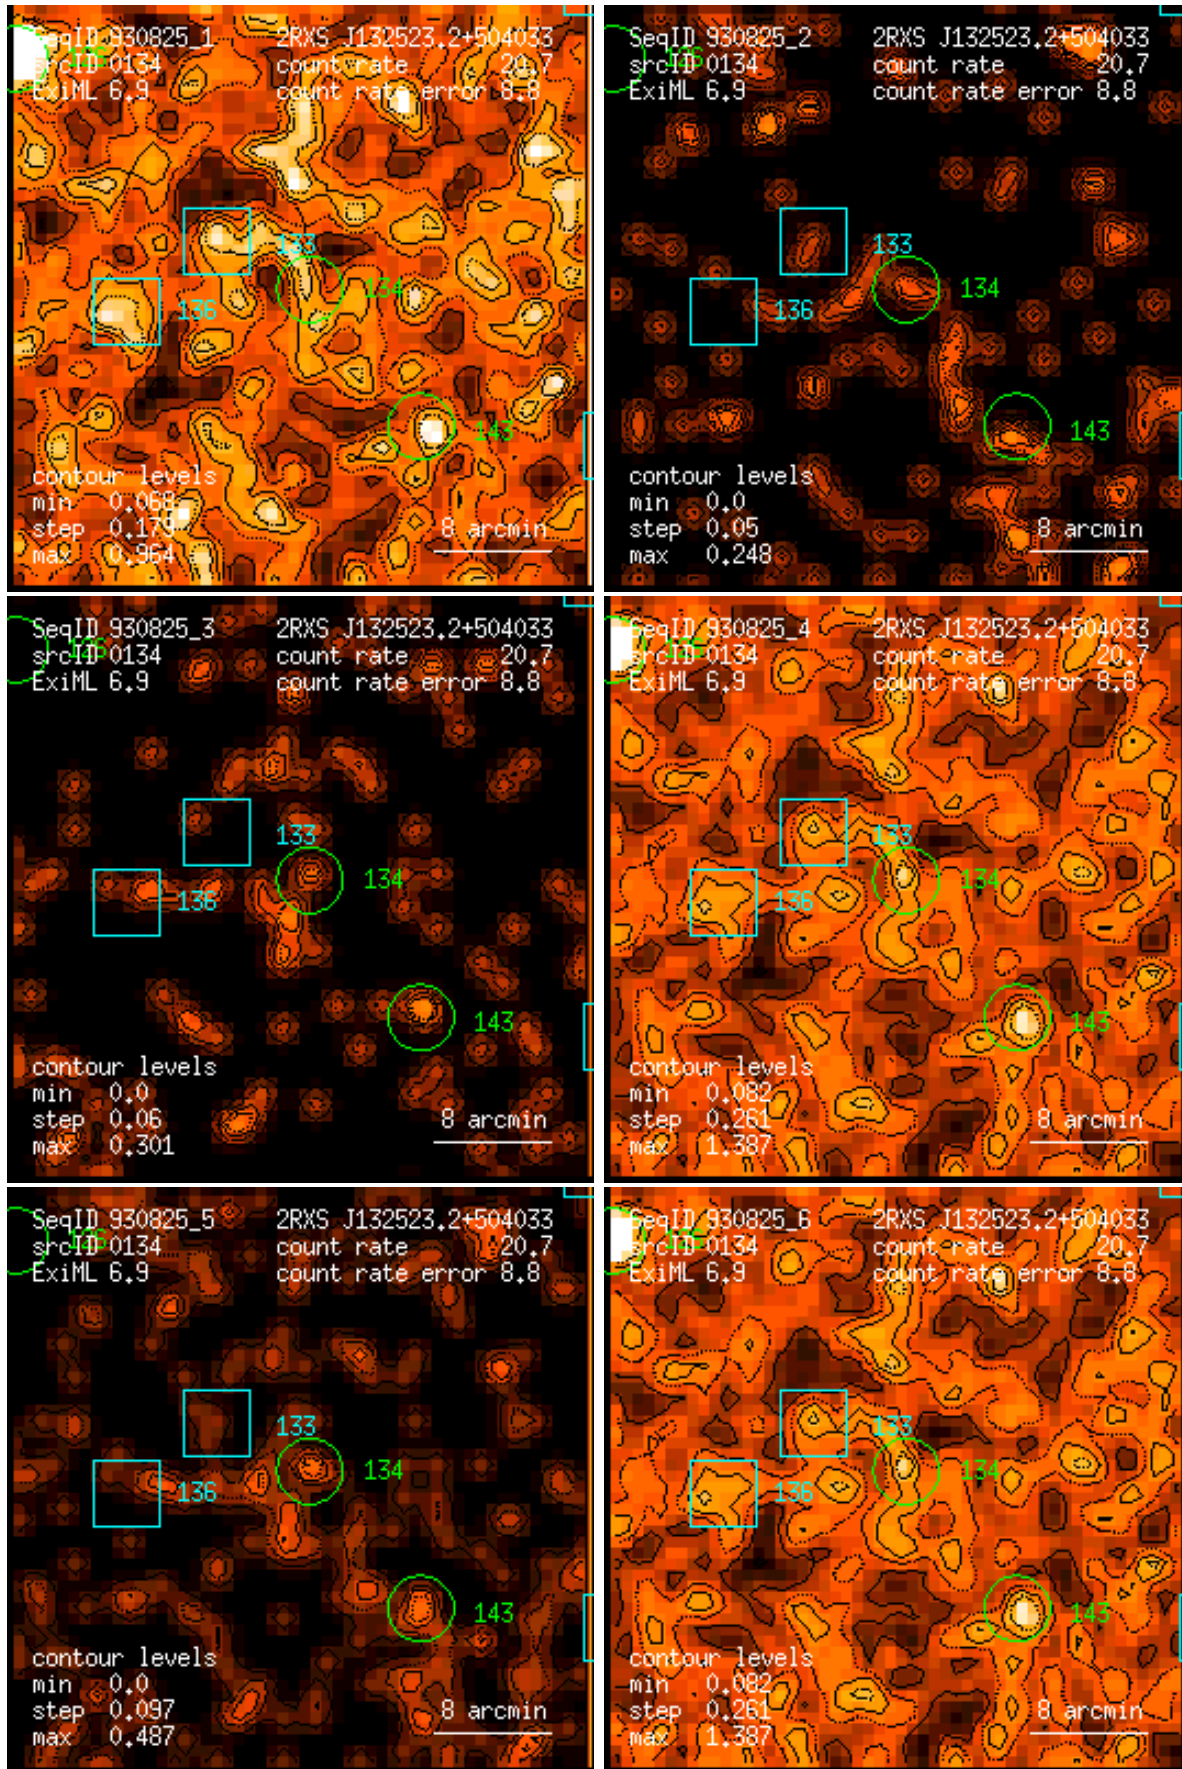 SeqID 930825_1 2RXS J132523.2+504033
126
srcID 0134 count rate 20.7
ExiML 6.9 count rate error 8.8
133
134
136
143
contour levels
min 0.068
step 0.179
max 0.964
8 arcmin
SeqID 930825_2 2RXS J132523.2+504033
126
srcID 0134 count rate 20.7
ExiML 6.9 count rate error 8.8
133
134
136
143
contour levels
min 0.0
step 0.05
max 0.248
8 arcmin
SeqID 930825_3 2RXS J132523.2+504033
126
srcID 0134 count rate 20.7
ExiML 6.9 count rate error 8.8
133
134
136
143
contour levels
min 0.0
step 0.06
max 0.301
8 arcmin
SeqID 930825_4 2RXS J132523.2+504033
126
srcID 0134 count rate 20.7
ExiML 6.9 count rate error 8.8
133
134
136
143
contour levels
min 0.082
step 0.261
max 1.387
8 arcmin
SeqID 930825_5 2RXS J132523.2+504033
126
srcID 0134 count rate 20.7
ExiML 6.9 count rate error 8.8
133
134
136
143
contour levels
min 0.0
step 0.097
max 0.487
8 arcmin
SeqID 930825_6 2RXS J132523.2+504033
126
srcID 0134 count rate 20.7
ExiML 6.9 count rate error 8.8
133
134
136
143
contour levels
min 0.082
step 0.261
max 1.387
8 arcmin